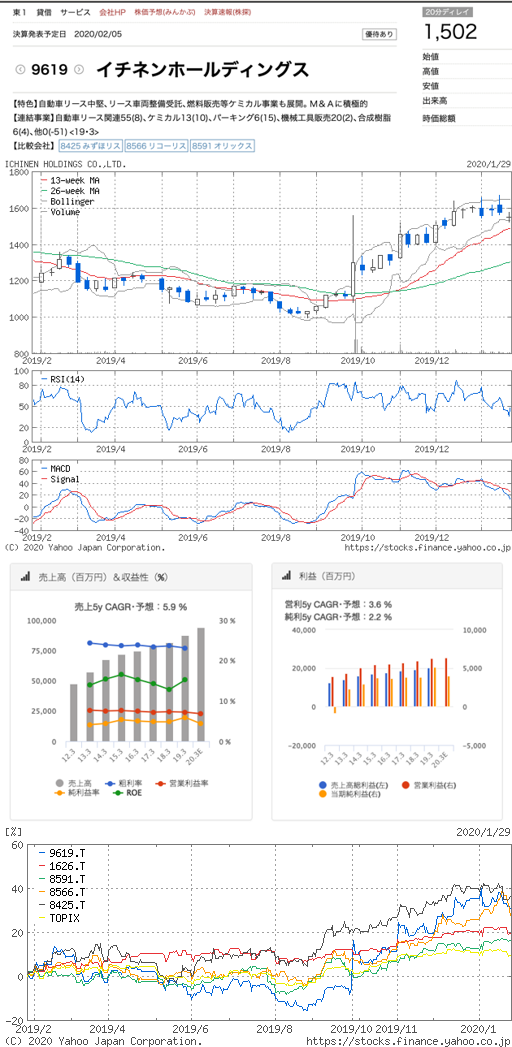 東1 貸借 サービス 会社HP 株価予想(みんかぶ) 決算速報(株探)
20分ディレイ
決算発表予定日 2020/02/05
優待あり
1,502
9619 イチネンホールディングス
始値
高値
安値
出来高
時価総額
【特色】自動車リース中堅、リース車両整備受託、燃料販売等ケミカル事業も展開。M&Aに積極的
【連結事業】自動車リース関連55(8)、ケミカル13(10)、パーキング6(15)、機械工具販売20(2)、合成樹脂
6(4)、他0(-51) <19・3>
【比較会社】 8425 みずほリス 8566 リコーリス 8591 オリックス
ICHINEN HOLDINGS CO.,LTD. 2020/1/29
1800
1600
1400
1200
1000
800
13-week MA
26-week MA
Bollinger
Volume
2019/2 2019/4 2019/6 2019/8 2019/10 2019/12
100
80
60
40
20
0
RSI(14)
2019/2 2019/4 2019/6 2019/8 2019/10 2019/12
80
60
40
20
0
-20
-40
MACD
Signal
2019/2 2019/4 2019/6 2019/8 2019/10 2019/12
(C) 2020 Yahoo Japan Corporation. https://stocks.finance.yahoo.co.jp
売上高（百万円）＆収益性（%）
売上5y CAGR・予想：5.9 %
100,000
75,000
50,000
25,000
0
30 %
20 %
10 %
0 %
12.3 13.3 14.3 15.3 16.3 17.3 18.3 19.3 20.3E
売上高 粗利率 営業利益率
純利益率 ROE
利益（百万円）
営利5y CAGR・予想：3.6 %
純利5y CAGR・予想：2.2 %
40,000
20,000
0
-20,000
10,000
5,000
0
-5,000
12.3 13.3 14.3 15.3 16.3 17.3 18.3 19.3 20.3E
売上高総利益(左) 営業利益(右)
当期純利益(右)
[%] 2020/1/29
60
40
20
0
-20
9619.T
1626.T
8591.T
8566.T
8425.T
TOPIX
2019/2 2019/4 2019/6 2019/8 2019/10 2019/11 2020/1
(C) 2020 Yahoo Japan Corporation. https://stocks.finance.yahoo.co.jp